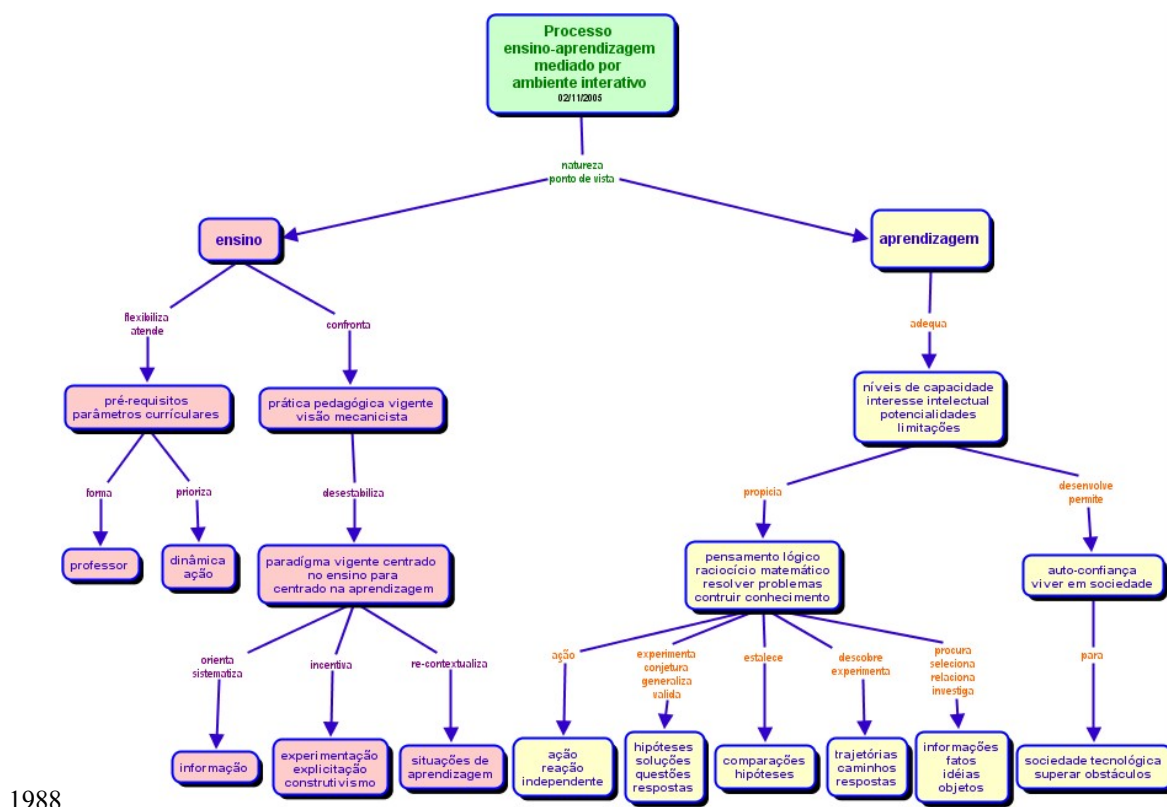 Processo
ensino-aprendizagem
mediado por
ambiente interativo
02/11/2005
natureza
ponto de vista
ensino
aprendizagem
flexibiliza
atende
confronta
adequa
pré-requisitos
parâmetros currículares
prática pedagógica vigente
visão mecanicista
níveis de capacidade
interesse intelectual
potencialidades
limitações
forma
prioriza
desestabiliza
propicia
desenvolve
permite
professor
dinâmica
ação
paradígma vigente centrado
no ensino para
centrado na aprendizagem
pensamento lógico
raciocício matemático
resolver problemas
contruir conhecimento
auto-confiança
viver em sociedade
orienta
sistematiza
incentiva
re-contextualiza
ação
experimenta
conjetura
generaliza
valida
estalece
descobre
experimenta
procura
seleciona
relaciona
investiga
para
informação
experimentação
explicitação
construtivismo
situações de
aprendizagem
ação
reação
independente
hipóteses
soluções
questões
respostas
comparações
hipóteses
trajetórias
caminhos
respostas
informações
fatos
idéias
objetos
sociedade tecnológica
superar obstáculos
1988